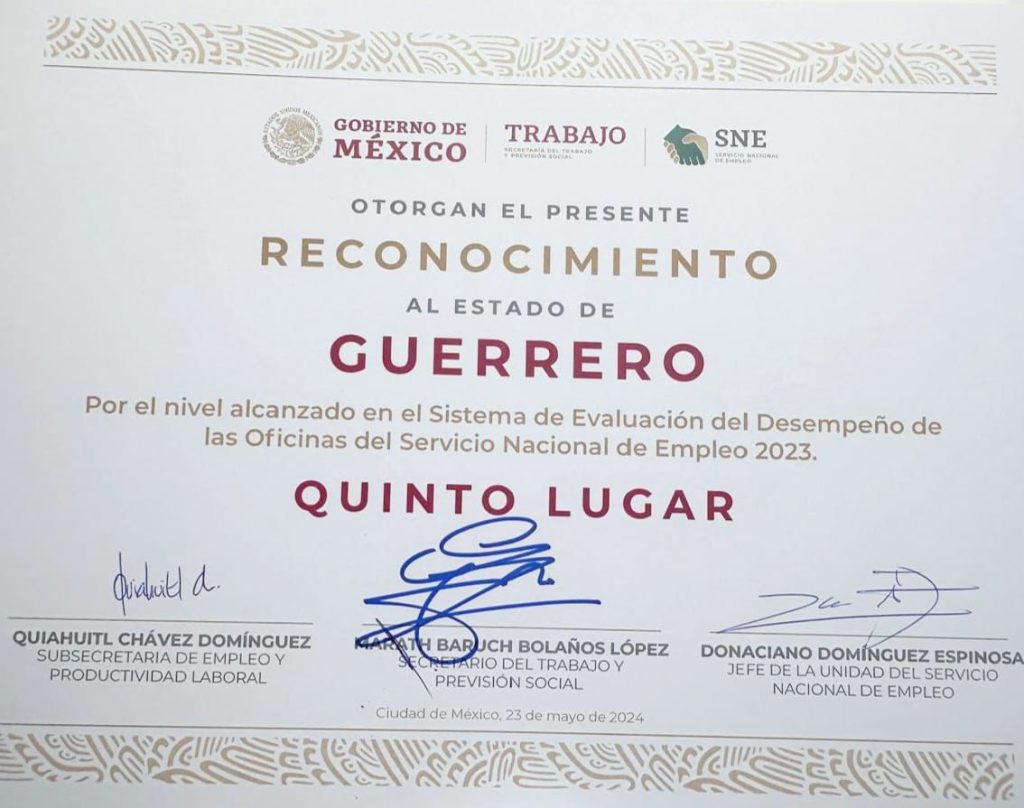 GOBIERNO DE
MÉXICO
TRABAJO
SECRETARÍA DEL TRABAJO
Y PREVISIÓN SOCIAL
SNE
SERVICIO NACIONAL
DE EMPLEO
OTORGAN EL PRESENTE
RECONOCIMIENTO
AL ESTADO DE
GUERRERO
Por el nivel alcanzado en el Sistema de Evaluación del Desempeño de
las Oficinas del Servicio Nacional de Empleo 2023.
QUINTO LUGAR
QUIAHUITL CHÁVEZ DOMÍNGUEZ
SUBSECRETARIA DE EMPLEO Y
PRODUCTIVIDAD LABORAL
MARATH BARUCH BOLAÑOS LÓPEZ
SECRETARIO DEL TRABAJO Y
PREVISIÓN SOCIAL
DONACIANO DOMÍNGUEZ ESPINOSA
JEFE DE LA UNIDAD DEL SERVICIO
NACIONAL DE EMPLEO
Ciudad de México, 23 de mayo de 2024